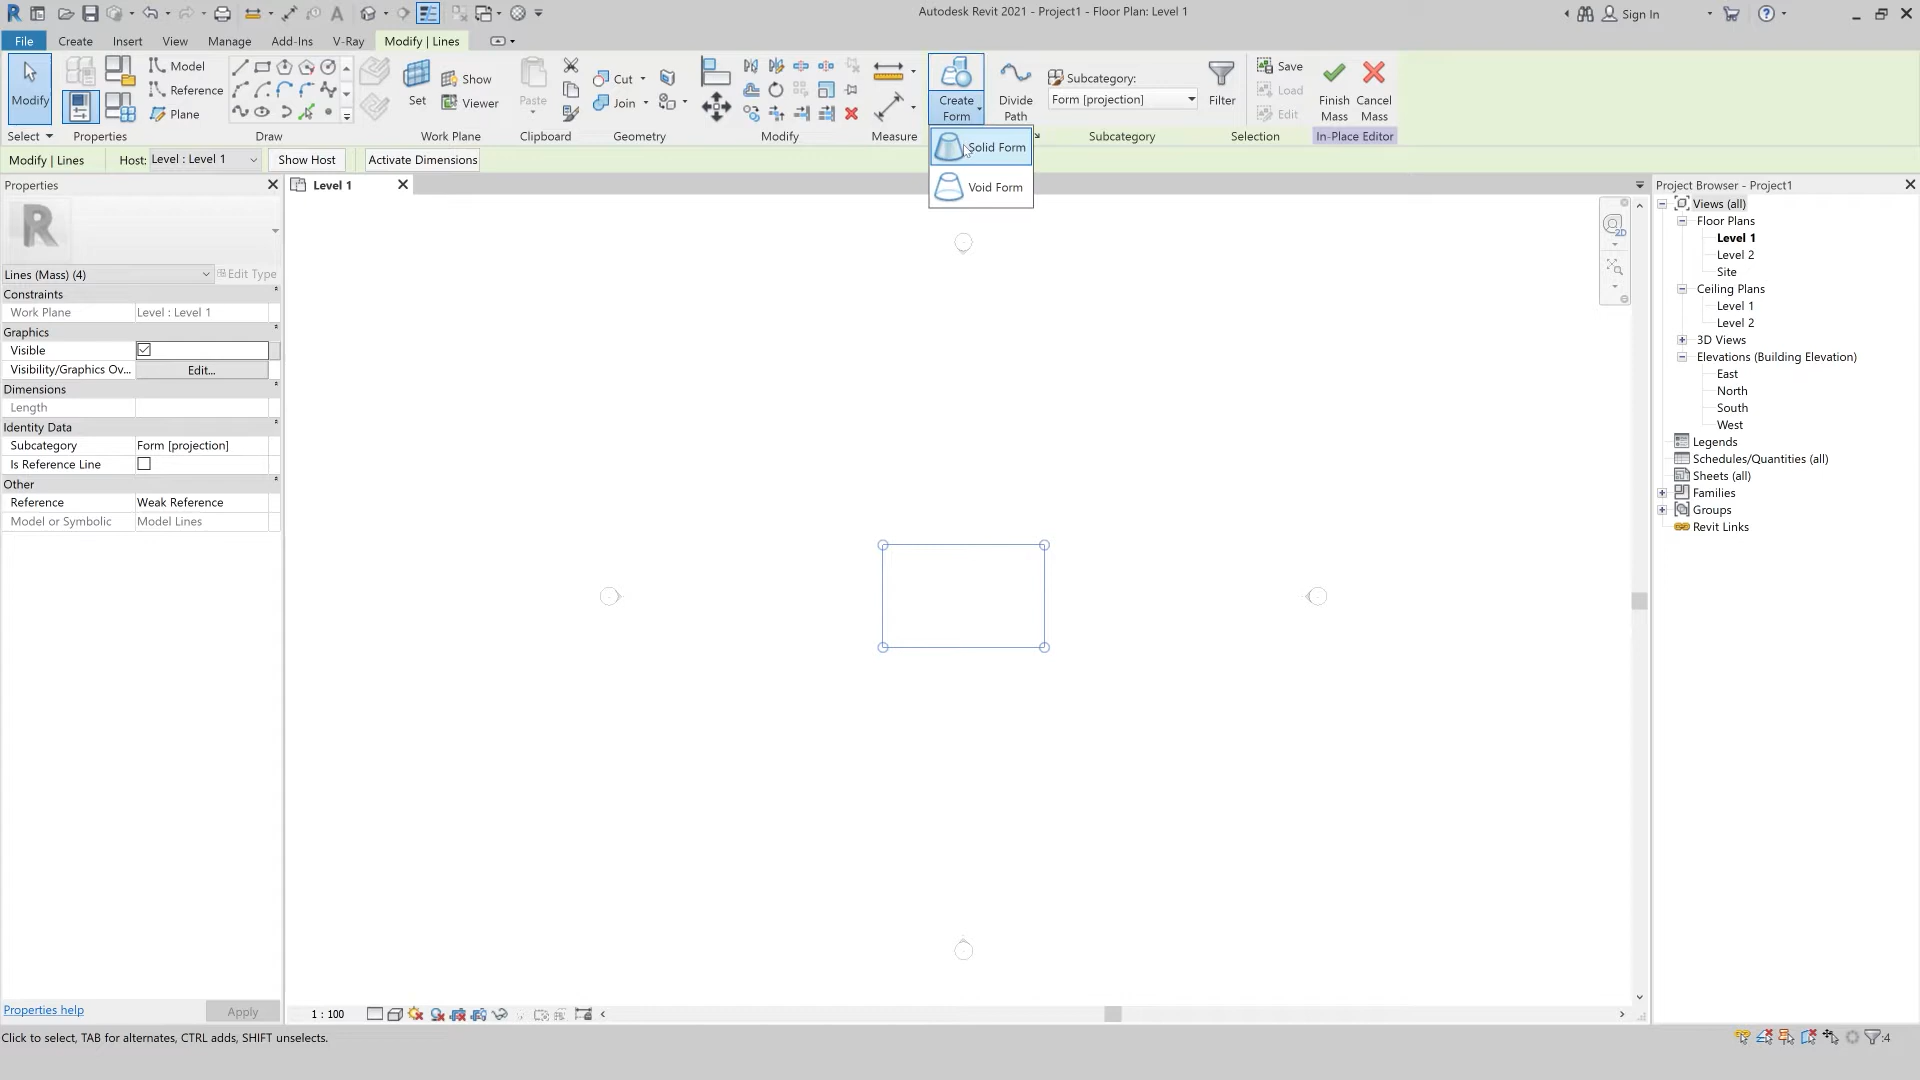 Autodesk Revit 2021 - Project1 - Floor Plan: Level 1
Sign In
File Create Insert View Manage Add-Ins V-Ray Modify | Lines
Modify
Select
Properties
Model
Reference
Plane
Draw
Set
Show
Viewer
Work Plane
Paste
Clipboard
Cut
Join
Geometry
Modify
Measure
Create
Form
Divide
Path
Subcategory:
Form [projection]
Subcategory
Filter
Save
Load
Edit
Selection
Finish
Mass
Cancel
Mass
In-Place Editor
Solid Form
Void Form
Modify | Lines
Host: Level : Level 1
Show Host
Activate Dimensions
Properties
R
Lines (Mass) (4)
Edit Type
Constraints
Work Plane Level : Level 1
Graphics
Visible
Visibility/Graphics Ov... Edit...
Dimensions
Length
Identity Data
Subcategory Form [projection]
Is Reference Line
Other
Reference Weak Reference
Model or Symbolic Model Lines
Properties help
Apply
Level 1
2D
Project Browser - Project1
Views (all)
Floor Plans
Level 1
Level 2
Site
Ceiling Plans
Level 1
Level 2
3D Views
Elevations (Building Elevation)
East
North
South
West
Legends
Schedules/Quantities (all)
Sheets (all)
Families
Groups
Revit Links
1 : 100
Click to select, TAB for alternates, CTRL adds, SHIFT unselects.
:4